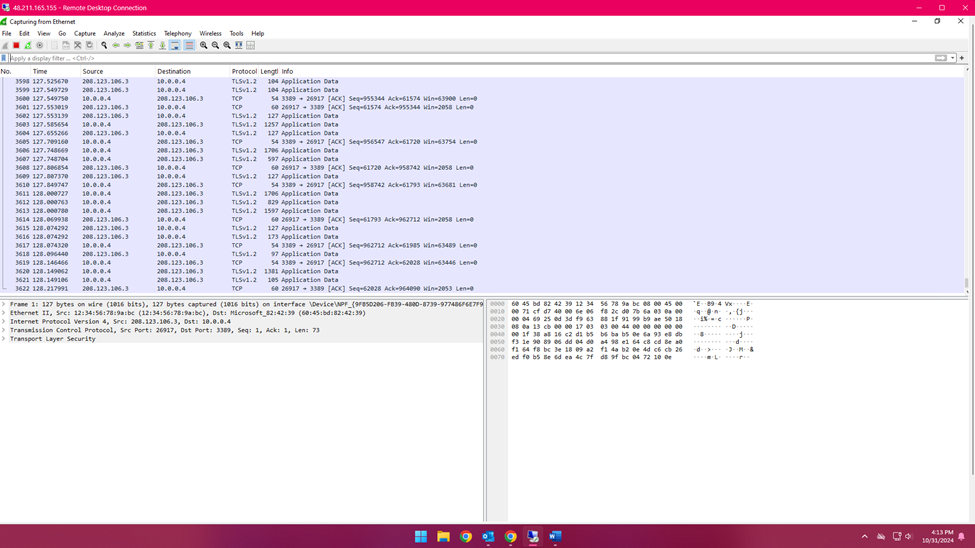 48.211.165.155 - Remote Desktop Connection
Capturing from Ethernet
File Edit View Go Capture Analyze Statistics Telephony Wireless Tools Help
Apply a display filter ... <Ctrl-/>
No. Time Source Destination Protocol Lengtl Info
3598 127.525670 208.123.106.3 10.0.0.4 TLSv1.2 104 Application Data
3599 127.549729 208.123.106.3 10.0.0.4 TLSv1.2 104 Application Data
3600 127.549750 10.0.0.4 208.123.106.3 TCP 54 3389 → 26917 [ACK] Seq=955344 Ack=61574 Win=63900 Len=0
3601 127.553019 208.123.106.3 10.0.0.4 TCP 60 26917 → 3389 [ACK] Seq=61574 Ack=955344 Win=2058 Len=0
3602 127.553139 208.123.106.3 10.0.0.4 TLSv1.2 127 Application Data
3603 127.585654 10.0.0.4 208.123.106.3 TLSv1.2 1257 Application Data
3604 127.655266 208.123.106.3 10.0.0.4 TLSv1.2 127 Application Data
3605 127.709160 10.0.0.4 208.123.106.3 TCP 54 3389 → 26917 [ACK] Seq=956547 Ack=61720 Win=63754 Len=0
3606 127.748669 10.0.0.4 208.123.106.3 TLSv1.2 1706 Application Data
3607 127.748704 10.0.0.4 208.123.106.3 TLSv1.2 597 Application Data
3608 127.806854 208.123.106.3 10.0.0.4 TCP 60 26917 → 3389 [ACK] Seq=61720 Ack=958742 Win=2058 Len=0
3609 127.807370 208.123.106.3 10.0.0.4 TLSv1.2 127 Application Data
3610 127.849747 10.0.0.4 208.123.106.3 TCP 54 3389 → 26917 [ACK] Seq=958742 Ack=61793 Win=63681 Len=0
3611 128.000727 10.0.0.4 208.123.106.3 TLSv1.2 1706 Application Data
3612 128.000763 10.0.0.4 208.123.106.3 TLSv1.2 829 Application Data
3613 128.000780 10.0.0.4 208.123.106.3 TLSv1.2 1597 Application Data
3614 128.069938 208.123.106.3 10.0.0.4 TCP 60 26917 → 3389 [ACK] Seq=61793 Ack=962712 Win=2058 Len=0
3615 128.074292 208.123.106.3 10.0.0.4 TLSv1.2 127 Application Data
3616 128.074292 208.123.106.3 10.0.0.4 TLSv1.2 173 Application Data
3617 128.074320 10.0.0.4 208.123.106.3 TCP 54 3389 → 26917 [ACK] Seq=962712 Ack=61985 Win=63489 Len=0
3618 128.096440 208.123.106.3 10.0.0.4 TLSv1.2 97 Application Data
3619 128.146466 10.0.0.4 208.123.106.3 TCP 54 3389 → 26917 [ACK] Seq=962712 Ack=62028 Win=63446 Len=0
3620 128.149062 10.0.0.4 208.123.106.3 TLSv1.2 1381 Application Data
3621 128.149106 10.0.0.4 208.123.106.3 TLSv1.2 105 Application Data
3622 128.217991 208.123.106.3 10.0.0.4 TCP 60 26917 → 3389 [ACK] Seq=62028 Ack=964090 Win=2053 Len=0
Frame 1: 127 bytes on wire (1016 bits), 127 bytes captured (1016 bits) on interface \Device\NPF_{9FB5D206-FB39-480D-8739-977486F6E7F9
Ethernet II, Src: 12:34:56:78:9a:bc (12:34:56:78:9a:bc), Dst: Microsoft_82:42:39 (60:45:bd:82:42:39)
Internet Protocol Version 4, Src: 208.123.106.3, Dst: 10.0.0.4
Transmission Control Protocol, Src Port: 26917, Dst Port: 3389, Seq: 1, Ack: 1, Len: 73
Transport Layer Security
0000 60 45 bd 82 42 39 12 34 56 78 9a bc 08 00 45 00
0010 00 71 cf d7 40 00 6e 06 f8 2c d0 7b 6a 03 0a 00
0020 00 04 69 25 0d 3d f9 63 88 1f 91 99 b9 ae 50 18
0030 08 0a 13 cb 00 00 17 03 03 00 44 00 00 00 00 00
0040 00 1f 38 a8 16 c2 d1 b5 b6 ba b5 0e 6a 93 e8 db
0050 f3 1e 90 89 06 dd 04 d0 a4 98 e1 64 c8 cd 8e a0
0060 f1 64 f8 bc 3e 18 09 a2 f1 4a b2 0e 4d c6 cb 26
0070 ed f0 b5 8e 6d ea 4c 7f d8 9f bc 04 72 10 0e
4:13 PM
10/31/2024